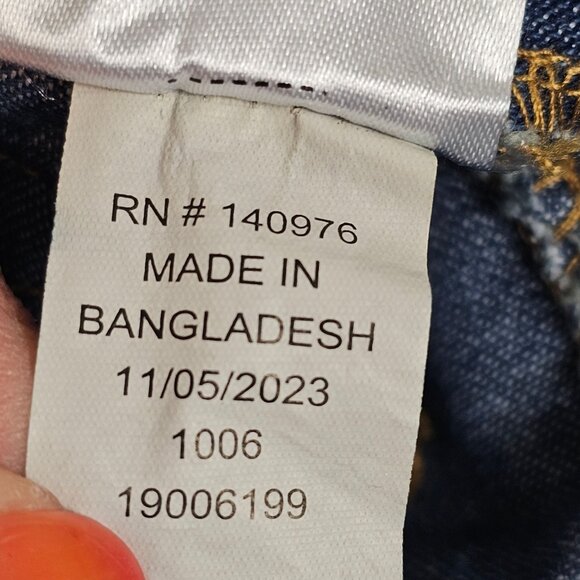 RN # 140976
MADE IN
BANGLADESH
11/05/2023
1006
19006199